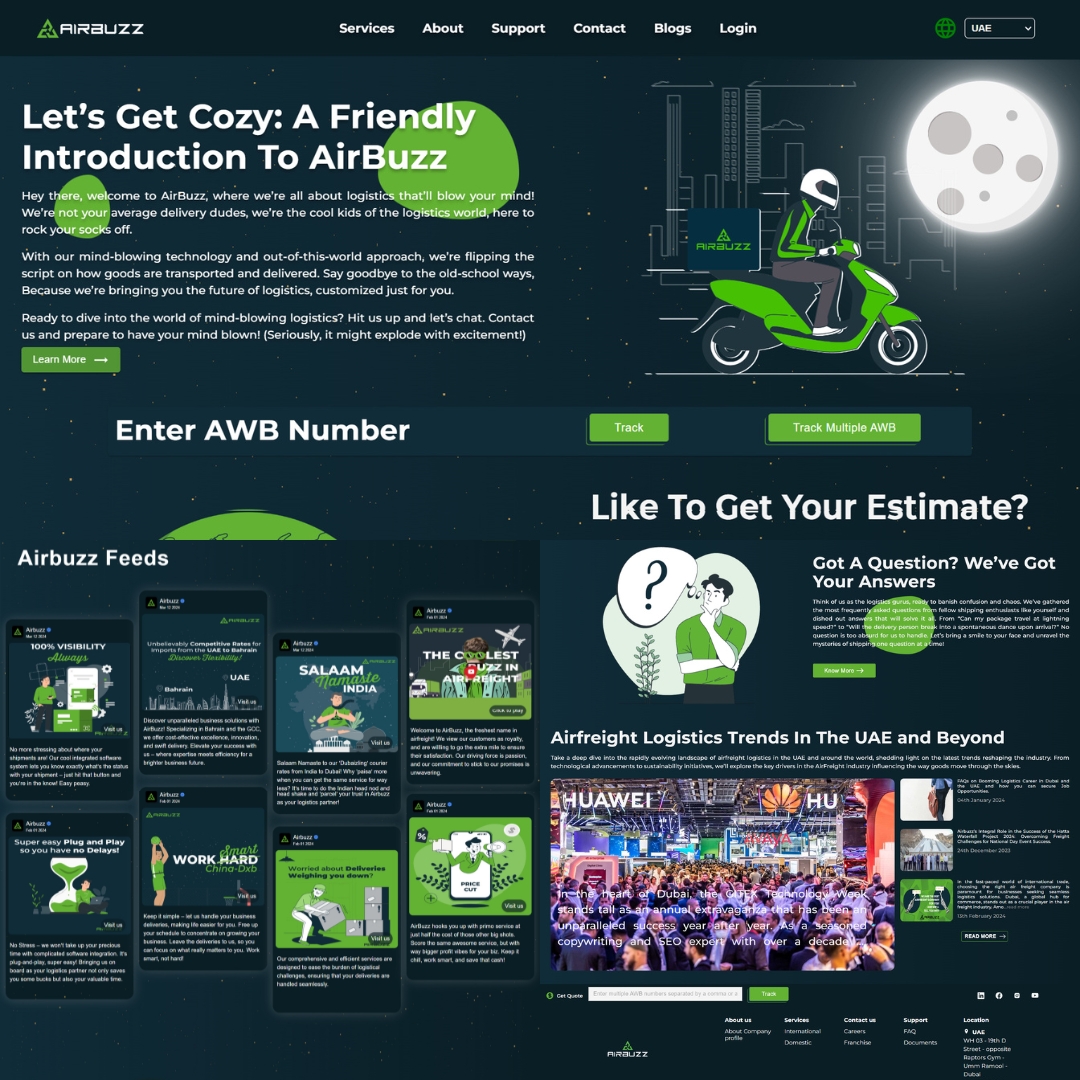 AIRBUZZ
Services About Support Contact Blogs Login
UAE
Let's Get Cozy: A Friendly
Introduction To AirBuzz
Hey there, welcome to AirBuzz, where we're all about logistics that'll blow your mind!
We're not your average delivery dudes, we're the cool kids of the logistics world, here to
rock your socks off.
With our mind-blowing technology and out-of-this-world approach, we're flipping the
script on how goods are transported and delivered. Say goodbye to the old-school ways,
Because we're bringing you the future of logistics, customized just for you.
Ready to dive into the world of mind-blowing logistics? Hit us up and let's chat. Contact
us and prepare to have your mind blown! (Seriously, it might explode with excitement!)
Learn More
AIRBUZZ
Enter AWB Number
Track
Track Multiple AWB
Like To Get Your Estimate?
Airbuzz Feeds
Airbuzz
Mar 13 2024
100% VISIBILITY
Always
Visit us
No more stressing about where your
shipments are! Our cool integrated software
system lets you know exactly what's the status
with your shipment – just hit that button and
you're in the know! Easy peasy.
Airbuzz
Mar 12 2024
AIRBUZZ
Unbelievably Competitive Rates for
Imports from the UAE to Bahrain
Discover Flexibility!
UAE
Bahrain
Visit us
Discover unparalleled business solutions with
AirBuzz! Specializing in Bahrain and the GCC,
we offer cost-effective excellence, innovation,
and swift delivery. Elevate your success with
us – where expertise meets efficiency for a
brighter business future.
Airbuzz
Mar 12 2024
AIRBUZZ
SALAAM
Namaste
INDIA
Visit us
Salaam Namaste to our 'Dubaizling' courier
rates from India to Dubai! Why 'paisa' more
when you can get the same service for way
less? It's time to do the Indian head nod and
head shake and 'parcel' your trust in AirBuzz
as your logistics partner!
Airbuzz
Feb 01 2024
AIRBUZZ
THE COOLEST
BUZZ IN
AIRFREIGHT
Click to play
Welcome to AirBuzz, the freshest name in
airfreight! We view our customers as royalty,
and are willing to go the extra mile to ensure
their satisfaction. Our driving force is passion,
and our commitment to stick to our promises is
unwavering.
Airbuzz
Feb 01 2024
Super easy Plug and Play
so you have no Delays!
Visit us
No Stress – we won't take up your precious
time with complicated software integration. It's
plug-and-play, super easy! Bringing us on
board as your logistics partner not only saves
you some bucks but also your valuable time.
Airbuzz
Feb 01 2024
AIRBUZZ
Smart
WORK HARD
China-Dxb
Visit us
Keep it simple – let us handle your business
deliveries, making life easier for you. Free up
your schedule to concentrate on growing your
business. Leave the deliveries to us, so you
can focus on what really matters to you. Work
smart, not hard!
Airbuzz
Feb 01 2024
Worried about Deliveries
Weighing you down?
Visit us
Our comprehensive and efficient services are
designed to ease the burden of logistical
challenges, ensuring that your deliveries are
handled seamlessly.
Airbuzz
Feb 01 2024
PRICE
CUT
Visit us
AirBuzz hooks you up with prime service at
just half the cost of those other big shots.
Score the same awesome service, but with
way bigger profit vibes for your biz. Keep it
chill, work smart, and save that cash!
Got A Question? We've Got
Your Answers
Think of us as the logistics gurus, ready to banish confusion and chaos. We've gathered
the most frequently asked questions from fellow shipping enthusiasts like yourself and
dished out answers that will solve it all. From "Can my package travel at lightning
speed?" to "Will the delivery person break into a spontaneous dance upon arrival?" No
question is too absurd for us to handle. Let's bring a smile to your face and unravel the
mysteries of shipping one question at a time!
Know More
Airfreight Logistics Trends In The UAE and Beyond
Take a deep dive into the rapidly evolving landscape of airfreight logistics in the UAE and around the world, shedding light on the latest trends reshaping the industry. From
technological advancements to sustainability initiatives, we'll explore the key drivers in the AirFreight industry influencing the way goods move through the skies.
HUAWEI
HU
In the heart of Dubai, the GITEX Technology Week
stands tall as an annual extravaganza that has been an
unparalleled success year after year. As a seasoned
copywriting and SEO expert with over a decade
FAQs on Booming Logistics Career in Dubai and
the UAE and how you can secure Job
Opportunities.
04th January 2024
Airbuzz's Integral Role in the Success of the Hatta
Waterfall Project 2024: Overcoming Freight
Challenges for National Day Event Success.
24th December 2023
In the fast-paced world of logistics,
choosing the right air freight company is
paramount for businesses seeking seamless
logistics solutions. Dubai, a global hub for
commerce, stands out as a crucial player in the air
freight industry. Amo.. read more
15th February 2024
READ MORE
Get Quote
Enter multiple AWB numbers separated by a comma or
Track
About us
About Company
profile
Services
International
Domestic
Contact us
Careers
Franchise
Support
FAQ
Documents
Location
UAE
WH 03 - 19th D
Street - opposite
Raptors Gym -
Umm Ramool -
Dubai
AIRBUZZ